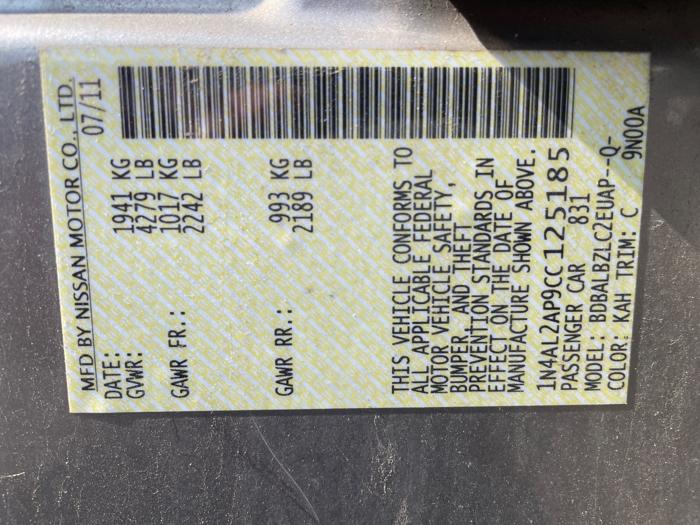 MFD BY NISSAN MOTOR CO., LTD.
DATE: 07/11
GVWR: 1941 KG
4279 LB
GAWR FR.: 1017 KG
2242 LB
GAWR RR.: 993 KG
2189 LB
THIS VEHICLE CONFORMS TO
ALL APPLICABLE FEDERAL
MOTOR VEHICLE SAFETY,
BUMPER AND THEFT
PREVENTION STANDARDS IN
EFFECT ON THE DATE OF
MANUFACTURE SHOWN ABOVE.
1N4AL2AP9CC125185
PASSENGER CAR 831
MODEL: BDBALBZLC2EUAP--Q-
COLOR: KAH TRIM: C 9N00A